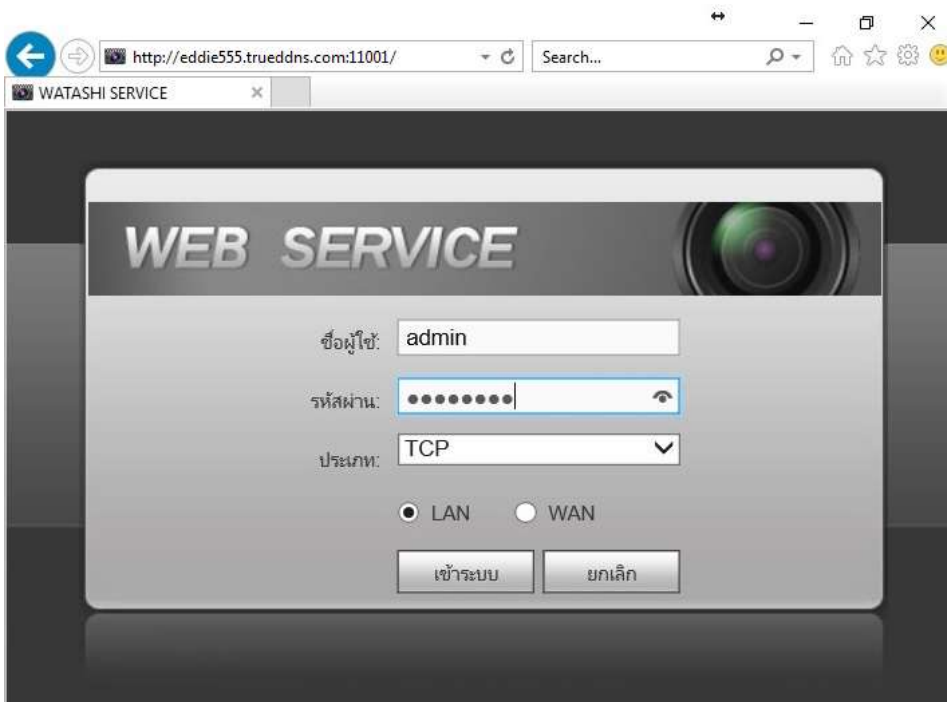 http://eddie555.trueddns.com:11001/
Search...
WATASHI SERVICE
WEB SERVICE
ชื่อผู้ใช้: admin
รหัสผ่าน: ●●●●●●●●
ประเภท: TCP
LAN WAN
เข้าระบบ ยกเลิก